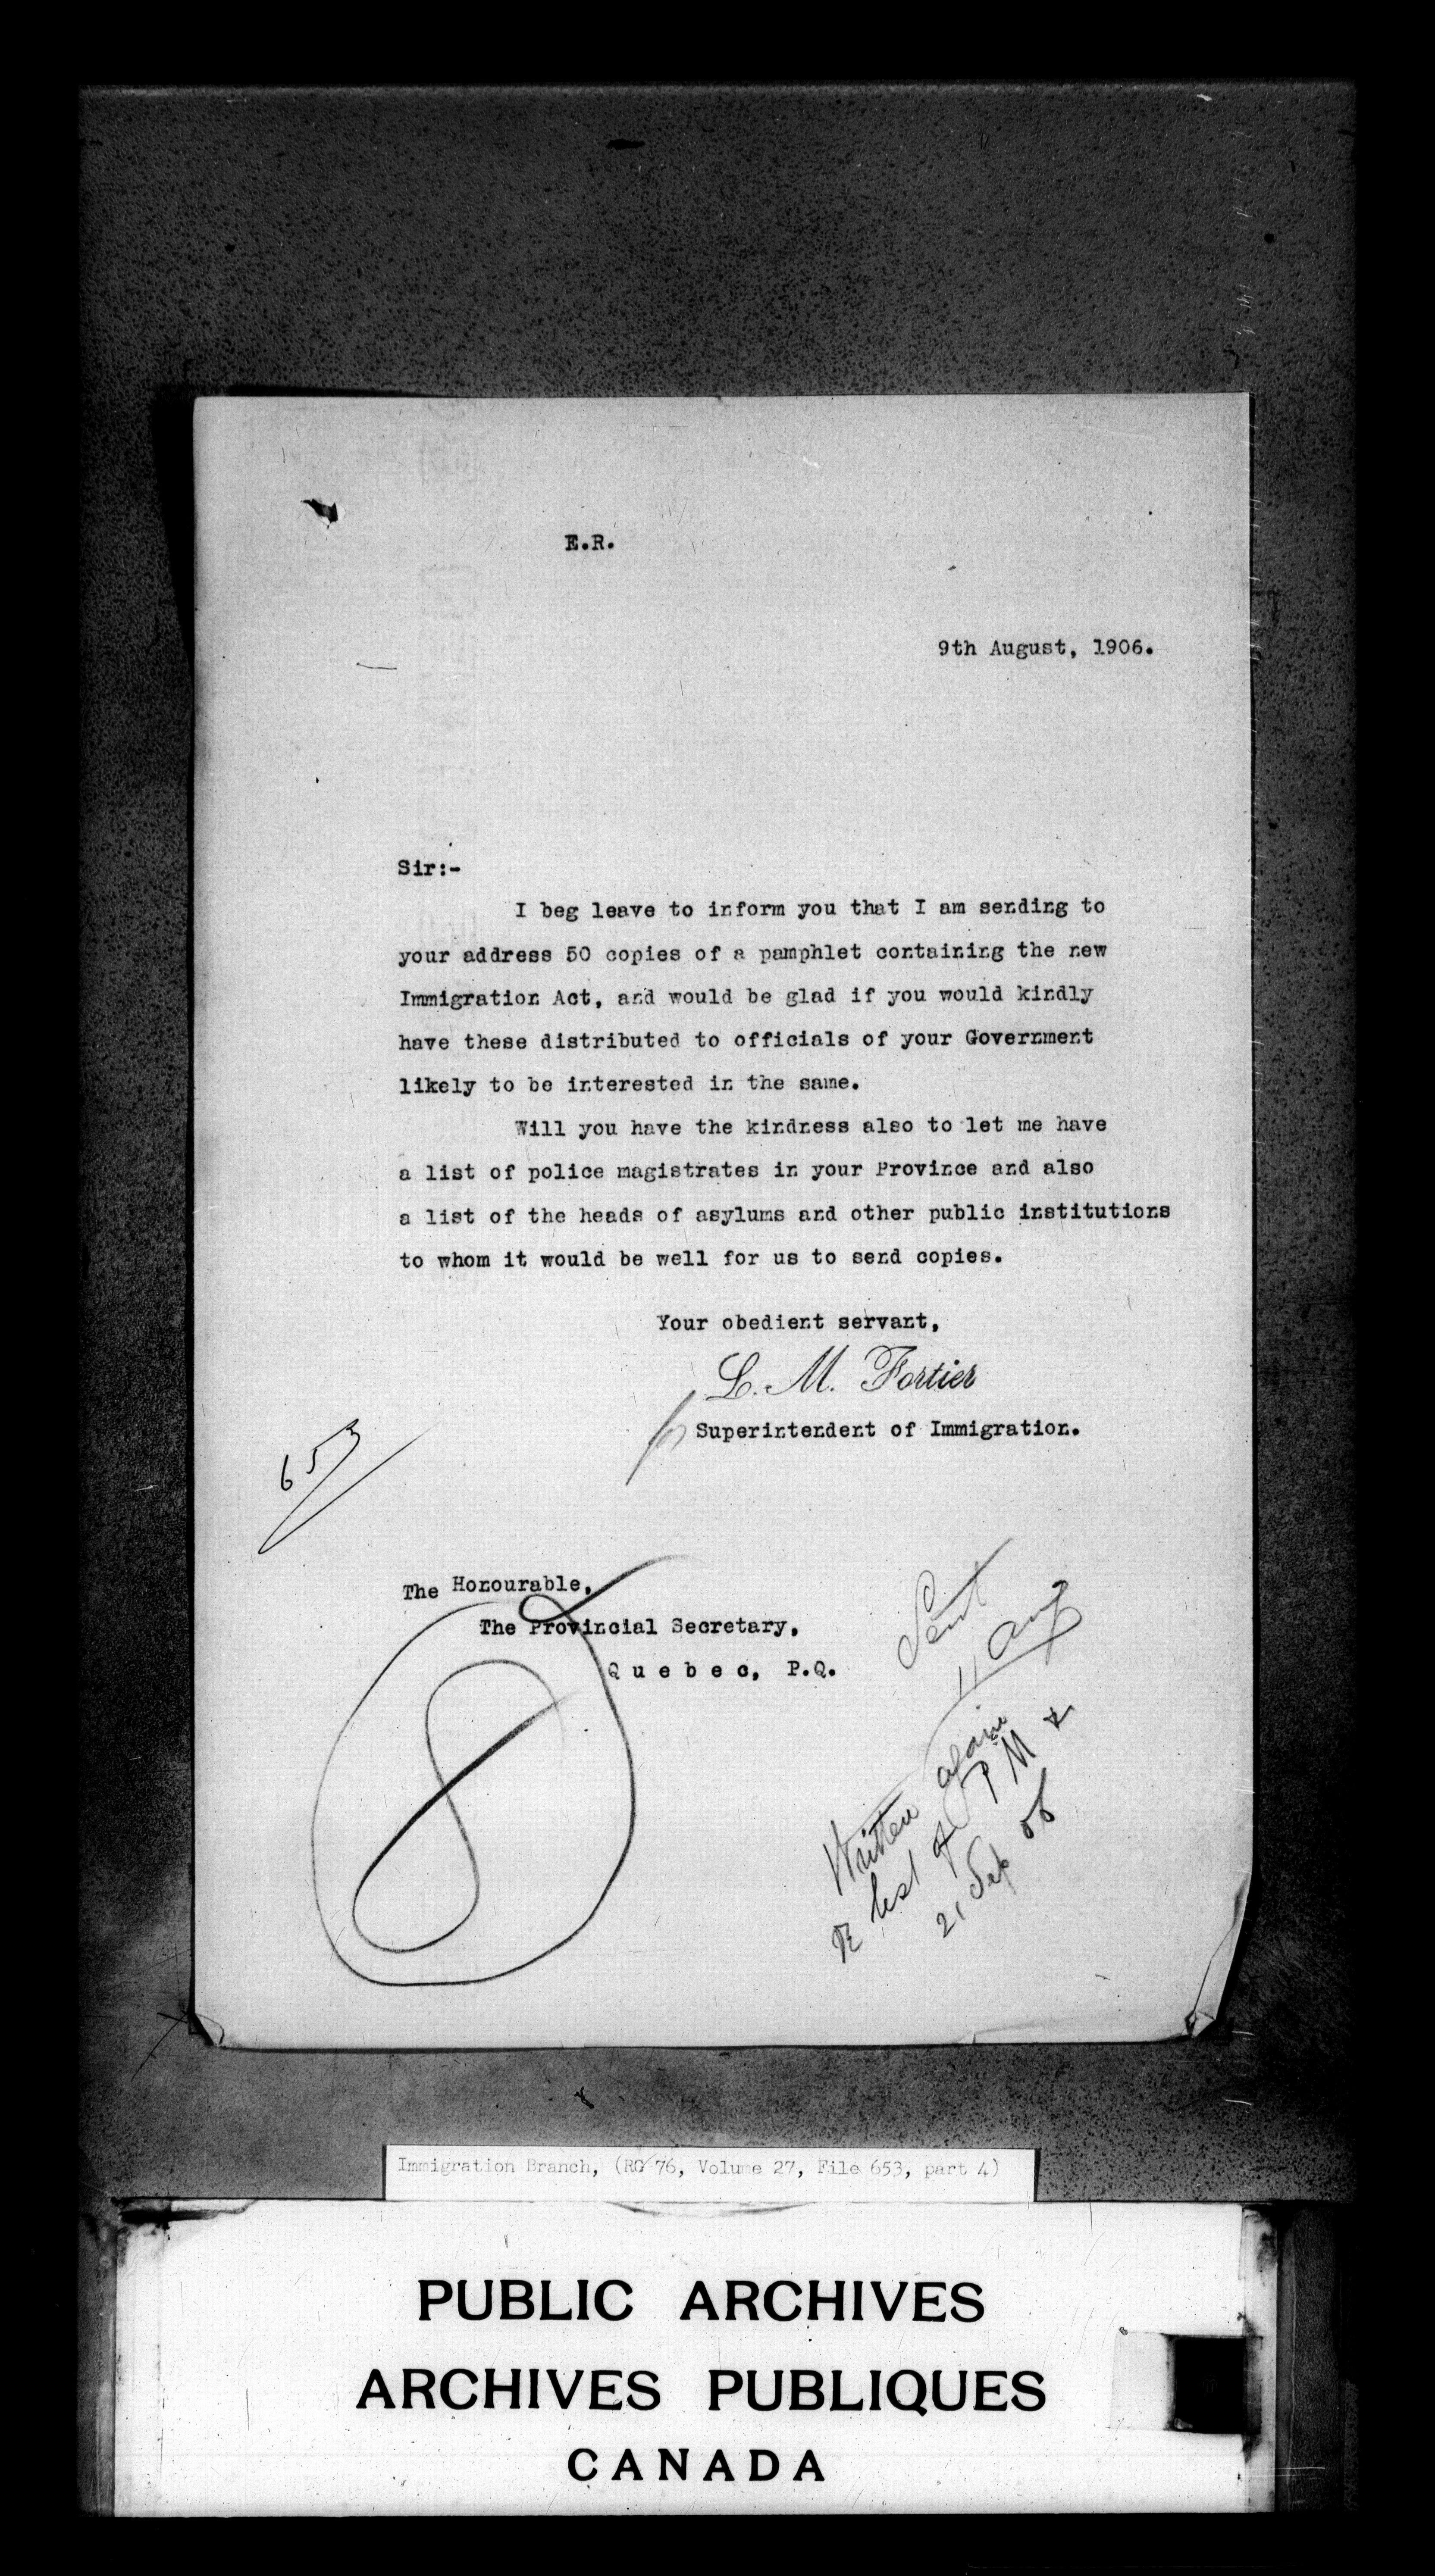 E.R.
9th August, 1906.
Sir:-
I beg leave to inform you that I am sending to
your address 50 copies of a pamphlet containing the new
Immigration Act, and would be glad if you would kindly
have these distributed to officials of your Government
likely to be interested in the same.
Will you have the kindness also to let me have
a list of police magistrates in your Province and also
a list of the heads of asylums and other public institutions
to whom it would be well for us to send copies.
Your obedient servant,
L. M. Fortier
Superintendent of Immigration.
653
The Honourable,
The Provincial Secretary,
Quebec, P.Q.
8
Sent
11 Aug
Written again
re list of P M &
21 Sep 06
Immigration Branch, (RG 76, Volume 27, File 653, part 4)
PUBLIC ARCHIVES
ARCHIVES PUBLIQUES
CANADA